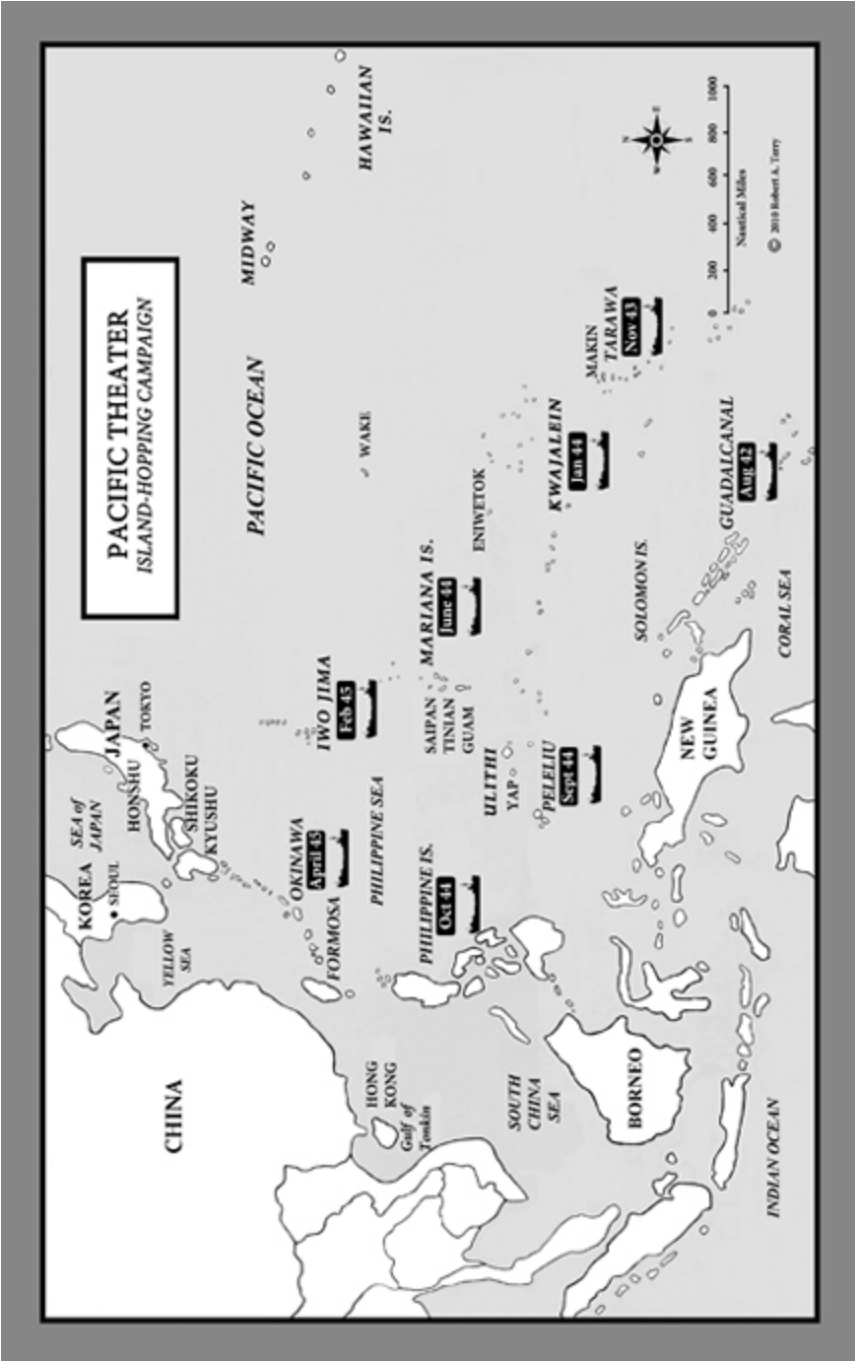 PACIFIC THEATER
ISLAND-HOPPING CAMPAIGN
CHINA
KOREA
SEOUL
SEA of
JAPAN
JAPAN
HONSHU
TOKYO
SHIKOKU
KYUSHU
YELLOW
SEA
MIDWAY
HAWAIIAN
IS.
PACIFIC OCEAN
WAKE
OKINAWA
April 45
IWO JIMA
Feb 45
FORMOSA
PHILIPPINE SEA
HONG
KONG
Gulf of
Tonkin
PHILIPPINE IS.
Oct 44
SAIPAN
TINIAN
GUAM
MARIANA IS.
June 44
ENIWETOK
ULITHI
YAP
PELELIU
Sept 44
KWAJALEIN
Jan 44
MAKIN
TARAWA
Nov 43
SOUTH
CHINA
SEA
BORNEO
NEW
GUINEA
SOLOMON IS.
GUADALCANAL
Aug 42
CORAL SEA
INDIAN OCEAN
N
W
E
S
0 200 400 600 800 1000
Nautical Miles
© 2010 Robert A. Terry